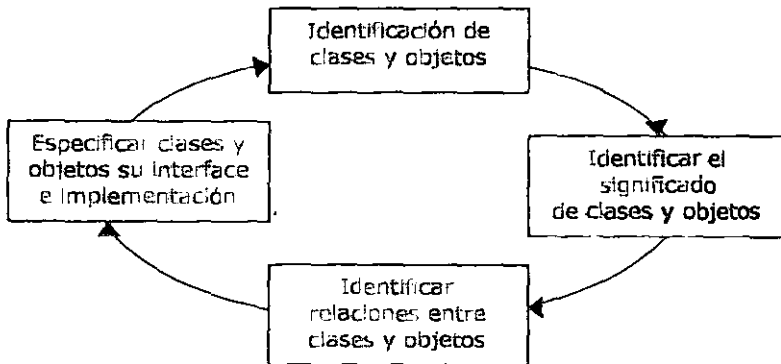 Identificación de
clases y objetos
Identificar el
significado
de clases y objetos
Identificar
relaciones entre
clases y objetos
Especificar clases y
objetos su interface
e implementación